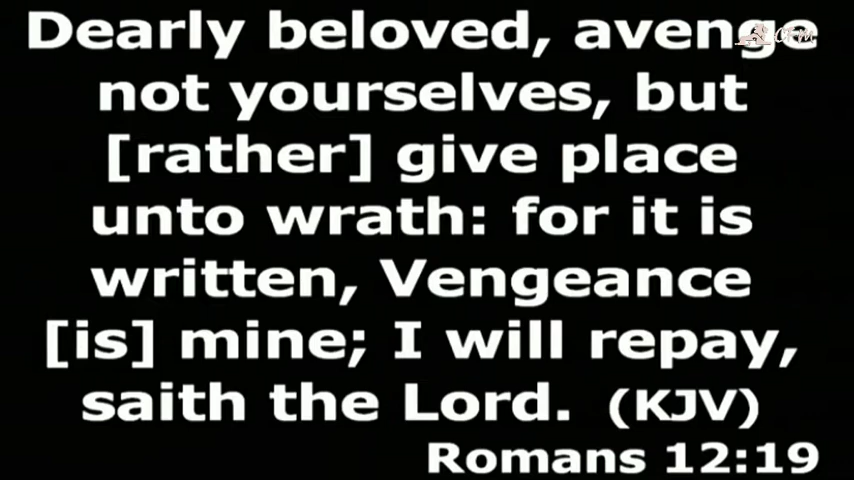 Dearly beloved, avenge
not yourselves, but
[rather] give place
unto wrath: for it is
written, Vengeance
[is] mine; I will repay,
saith the Lord. (KJV)
Romans 12:19
CFM